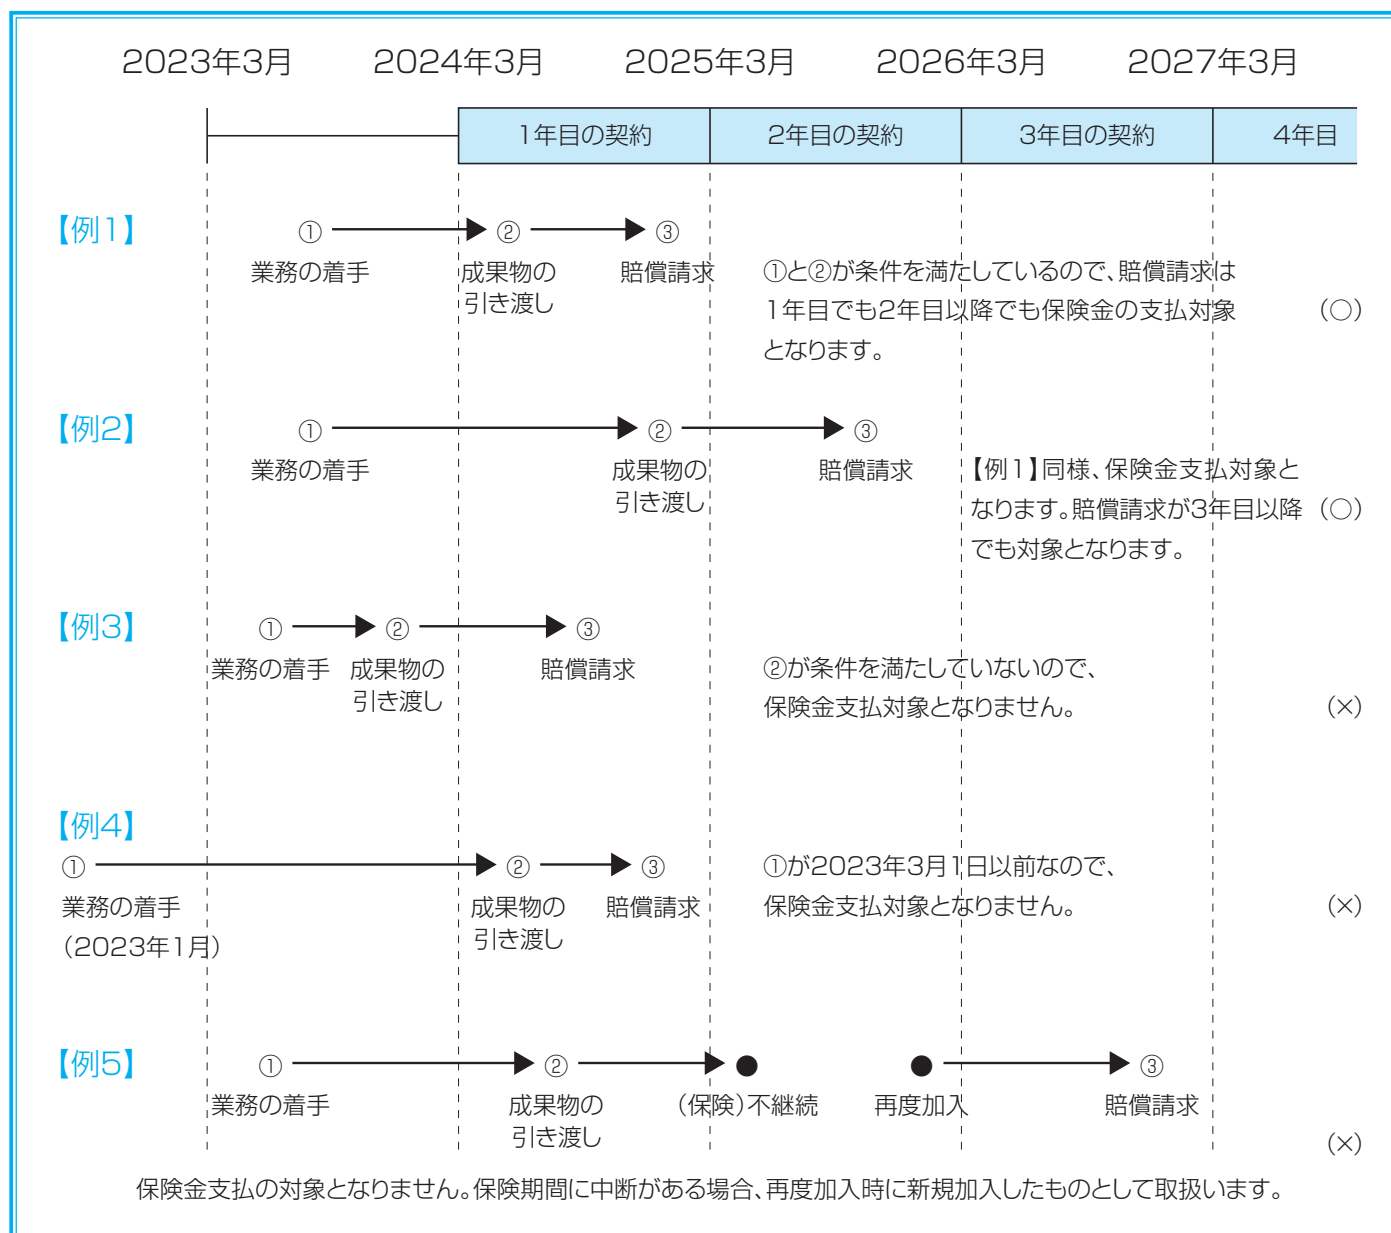 2023年3月 2024年3月 2025年3月 2026年3月 2027年3月
1年目の契約 2年目の契約 3年目の契約 4年目
【例1】
① ② ③
業務の着手 成果物の引き渡し 賠償請求
①と②が条件を満たしているので、賠償請求は
1年目でも2年目以降でも保険金の支払対象 (○)
となります。
【例2】
① ② ③
業務の着手 成果物の引き渡し 賠償請求
【例1】同様、保険金支払対象と
なります。賠償請求が3年目以降 (○)
でも対象となります。
【例3】
① ② ③
業務の着手 成果物の引き渡し 賠償請求
②が条件を満たしていないので、
保険金支払対象となりません。 (×)
【例4】
① ② ③
業務の着手 成果物の引き渡し 賠償請求
(2023年1月)
①が2023年3月1日以前なので、
保険金支払対象となりません。 (×)
【例5】
① ② ● ● ③
業務の着手 成果物の引き渡し (保険)不継続 再度加入 賠償請求
(×)
保険金支払の対象となりません。保険期間に中断がある場合、再度加入時に新規加入したものとして取扱います。